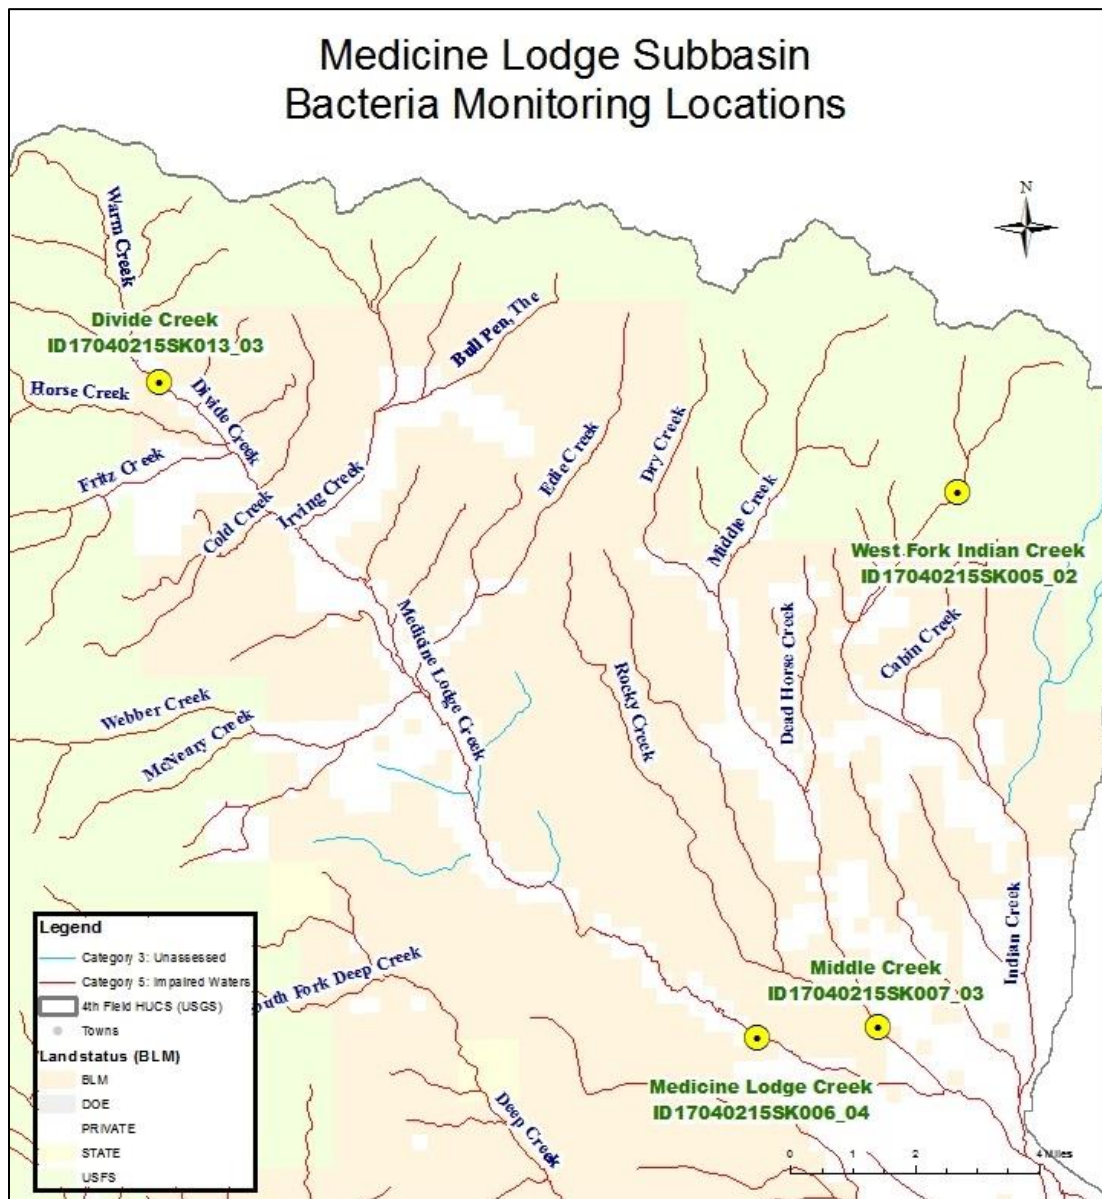 Medicine Lodge Subbasin
Bacteria Monitoring Locations
N
Warm Creek
Divide Creek
ID17040215SK013_03
Bull Pen, The
Horse Creek
Divide Creek
Fritz Creek
Cold Creek
Irving Creek
Edie Creek
Dry Creek
Middle Creek
West Fork Indian Creek
ID17040215SK005_02
Cabin Creek
Dead Horse Creek
Medicine Lodge Creek
Rocky Creek
Webber Creek
McNeary Creek
Indian Creek
outh Fork Deep Creek
Middle Creek
ID17040215SK007_03
Medicine Lodge Creek
ID17040215SK006_04
Deep Creek
Legend
Category 3: Unassessed
Category 5: Impaired Waters
4th Field HUCS (USGS)
Towns
Landstatus (BLM)
BLM
DOE
PRIVATE
STATE
USFS
0 1 2 4 Miles